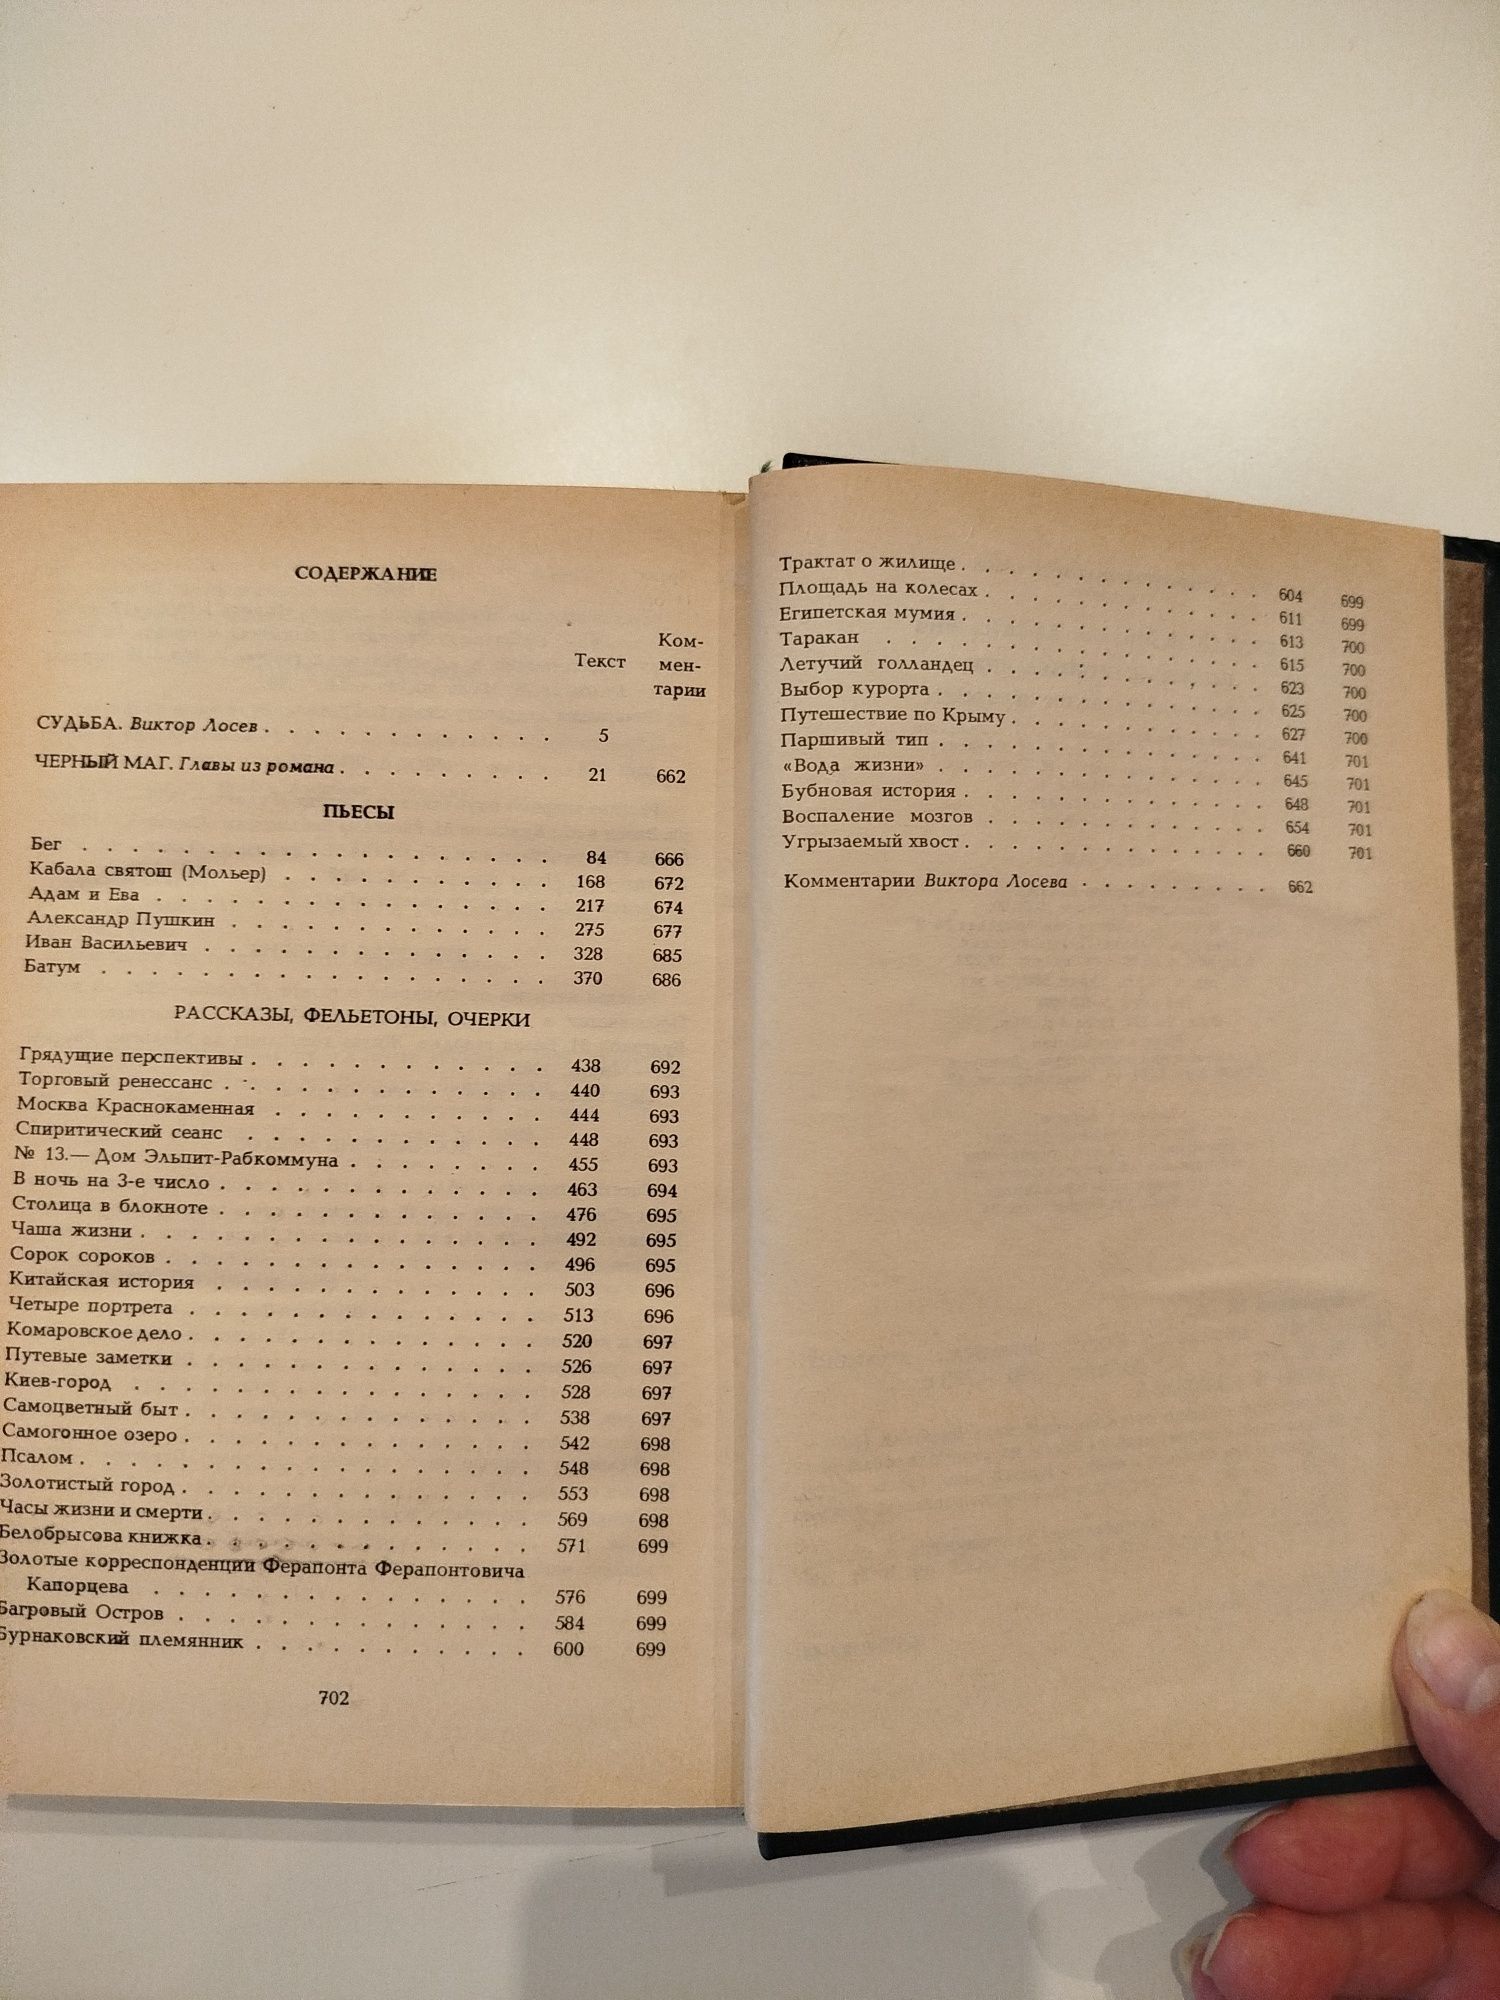 СОДЕРЖАНИЕ
Текст
Ком-
мен-
тарии
СУДЬБА. Виктор Лосев . . . . . . . . . . . . 5
ЧЕРНЫЙ МАГ. Главы из романа . . . . . . . . . 21 662
ПЬЕСЫ
Бег . . . . . . . . . . . . . . . . . . . . 84 666
Кабала святош (Мольер) . . . . . . . . . . . . 168 672
Адам и Ева . . . . . . . . . . . . . . . . . 217 674
Александр Пушкин . . . . . . . . . . . . . . 275 677
Иван Васильевич . . . . . . . . . . . . . . . 328 685
Батум . . . . . . . . . . . . . . . . . . . 370 686
РАССКАЗЫ, ФЕЛЬЕТОНЫ, ОЧЕРКИ
Грядущие перспективы . . . . . . . . . . . . . 438 692
Торговый ренессанс . . . . . . . . . . . . . . 440 693
Москва Краснокаменная . . . . . . . . . . . . 444 693
Спиритический сеанс . . . . . . . . . . . . . 448 693
№ 13.— Дом Эльпит-Рабкоммуна . . . . . . . . 455 693
В ночь на 3-е число . . . . . . . . . . . . . . 463 694
Столица в блокноте . . . . . . . . . . . . . . 476 695
Чаша жизни . . . . . . . . . . . . . . . . . 492 695
Сорок сороков . . . . . . . . . . . . . . . . 496 695
Китайская история . . . . . . . . . . . . . . 503 696
Четыре портрета . . . . . . . . . . . . . . . 513 696
Комаровское дело . . . . . . . . . . . . . . . 520 697
Путевые заметки . . . . . . . . . . . . . . . 526 697
Киев-город . . . . . . . . . . . . . . . . . 528 697
Самоцветный быт . . . . . . . . . . . . . . . 538 697
Самогонное озеро . . . . . . . . . . . . . . . 542 698
Псалом . . . . . . . . . . . . . . . . . . . 548 698
Золотистый город . . . . . . . . . . . . . . . 553 698
Часы жизни и смерти . . . . . . . . . . . . . 569 698
Белобрысова книжка . . . . . . . . . . . . . . 571 699
Золотые корреспонденции Ферапонта Ферапонтовича
Капорцева . . . . . . . . . . . . . . . . 576 699
Багровый Остров . . . . . . . . . . . . . . . 584 699
Бурнаковский племянник . . . . . . . . . . . . 600 699
702
Трактат о жилище . . . . . . . . . . . . . . 604 699
Площадь на колесах . . . . . . . . . . . . . 611 699
Египетская мумия . . . . . . . . . . . . . . 613 700
Таракан . . . . . . . . . . . . . . . . . 615 700
Летучий голландец . . . . . . . . . . . . . 623 700
Выбор курорта . . . . . . . . . . . . . . . 625 700
Путешествие по Крыму . . . . . . . . . . . . 627 700
Паршивый тип . . . . . . . . . . . . . . . 641 701
«Вода жизни» . . . . . . . . . . . . . . . 645 701
Бубновая история . . . . . . . . . . . . . . 648 701
Воспаление мозгов . . . . . . . . . . . . . 654 701
Угрызаемый хвост . . . . . . . . . . . . . . 660 701
Комментарии Виктора Лосева . . . . . . . . . 662